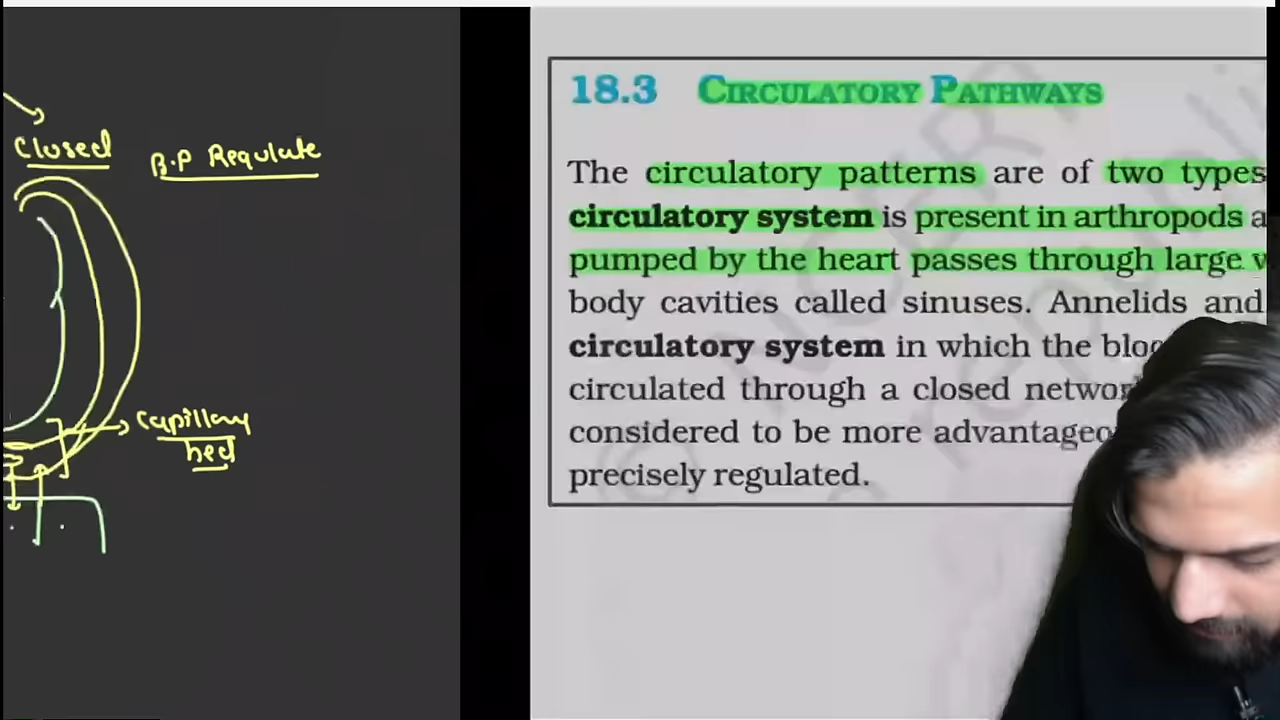 Closed
B.P Regulate
Capillary
bed
18.3 CIRCULATORY PATHWAYS
The circulatory patterns are of two types
circulatory system is present in arthropods a
pumped by the heart passes through large v
body cavities called sinuses. Annelids and
circulatory system in which the bloo
circulated through a closed networ
considered to be more advantageo
precisely regulated.